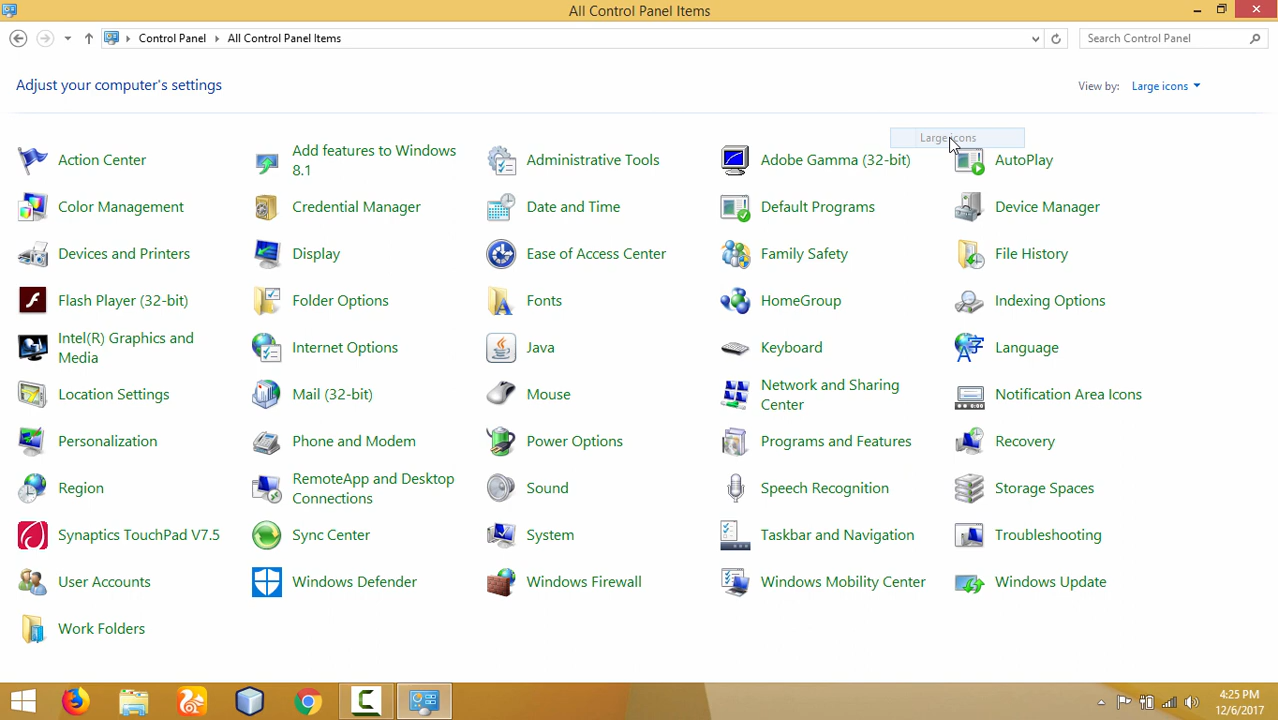 All Control Panel Items
Control Panel
All Control Panel Items
Search Control Panel
Adjust your computer's settings
View by:
Large icons
Large icons
Action Center
Add features to Windows
8.1
Administrative Tools
Adobe Gamma (32-bit)
AutoPlay
Color Management
Credential Manager
Date and Time
Default Programs
Device Manager
Devices and Printers
Display
Ease of Access Center
Family Safety
File History
Flash Player (32-bit)
Folder Options
Fonts
HomeGroup
Indexing Options
Intel(R) Graphics and
Media
Internet Options
Java
Keyboard
Language
Location Settings
Mail (32-bit)
Mouse
Network and Sharing
Center
Notification Area Icons
Personalization
Phone and Modem
Power Options
Programs and Features
Recovery
Region
RemoteApp and Desktop
Connections
Sound
Speech Recognition
Storage Spaces
Synaptics TouchPad V7.5
Sync Center
System
Taskbar and Navigation
Troubleshooting
User Accounts
Windows Defender
Windows Firewall
Windows Mobility Center
Windows Update
Work Folders
4:25 PM
12/6/2017